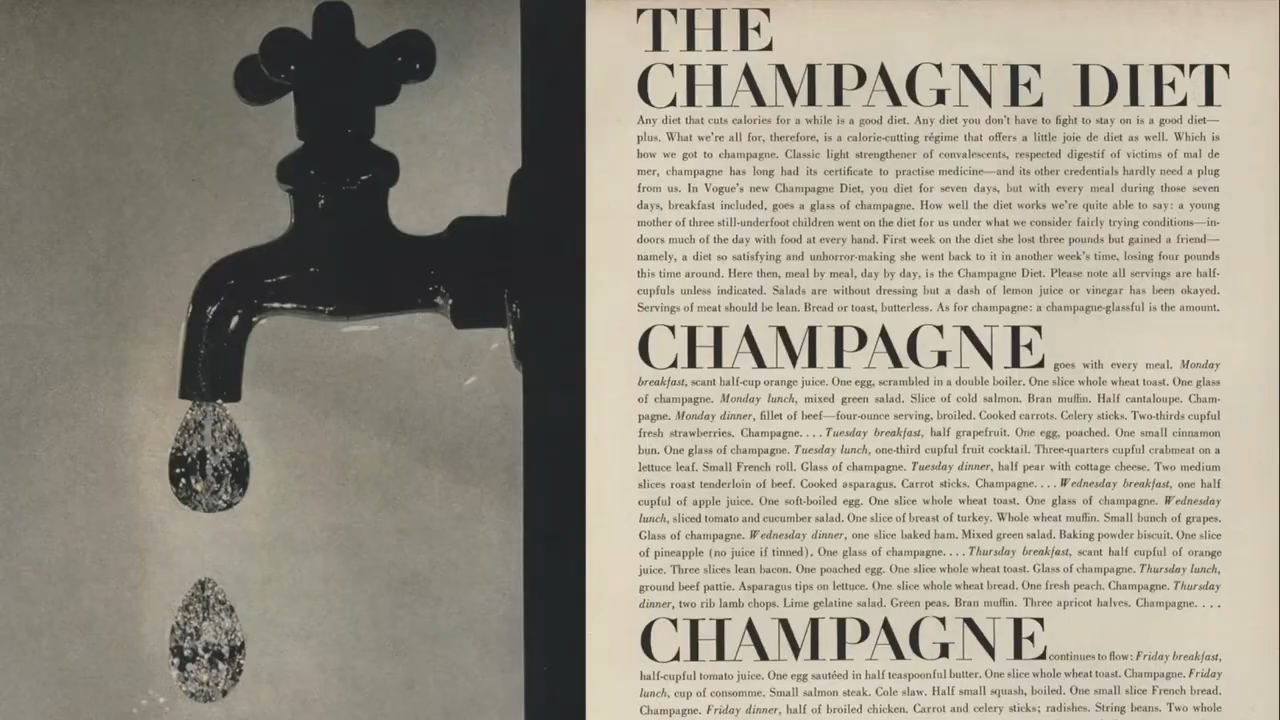 THE
CHAMPAGNE DIET
Any diet that cuts calories for a while is a good diet. Any diet you don't have to fight to stay on is a good diet—
plus. What we're all for, therefore, is a calorie-cutting régime that offers a little joie de diet as well. Which is
how we got to champagne. Classic light strengthener of convalescents, respected digestif of victims of mal de
mer, champagne has long had its certificate to practise medicine—and its other credentials hardly need a plug
from us. In Vogue's new Champagne Diet, you diet for seven days, but with every meal during those seven
days, breakfast included, goes a glass of champagne. How well the diet works we're quite able to say: a young
mother of three still-underfoot children went on the diet for us under what we consider fairly trying conditions—in-
doors much of the day with food at every hand. First week on the diet she lost three pounds but gained a friend—
namely, a diet so satisfying and unhorror-making she went back to it in another week's time, losing four pounds
this time around. Here then, meal by meal, day by day, is the Champagne Diet. Please note all servings are half-
cupfuls unless indicated. Salads are without dressing but a dash of lemon juice or vinegar has been okayed.
Servings of meat should be lean. Bread or toast, butterless. As for champagne: a champagne-glassful is the amount.
CHAMPAGNE goes with every meal. Monday
breakfast, scant half-cup orange juice. One egg, scrambled in a double boiler. One slice whole wheat toast. One glass
of champagne. Monday lunch, mixed green salad. Slice of cold salmon. Bran muffin. Half cantaloupe. Cham-
pagne. Monday dinner, fillet of beef—four-ounce serving, broiled. Cooked carrots. Celery sticks. Two-thirds cupful
fresh strawberries. Champagne. . . . Tuesday breakfast, half grapefruit. One egg, poached. One small cinnamon
bun. One glass of champagne. Tuesday lunch, one-third cupful fruit cocktail. Three-quarters cupful crabmeat on a
lettuce leaf. Small French roll. Glass of champagne. Tuesday dinner, half pear with cottage cheese. Two medium
slices roast tenderloin of beef. Cooked asparagus. Carrot sticks. Champagne. . . . Wednesday breakfast, one half
cupful of apple juice. One soft-boiled egg. One slice whole wheat toast. One glass of champagne. Wednesday
lunch, sliced tomato and cucumber salad. One slice of breast of turkey. Whole wheat muffin. Small bunch of grapes.
Glass of champagne. Wednesday dinner, one slice baked ham. Mixed green salad. Baking powder biscuit. One slice
of pineapple (no juice if tinned). One glass of champagne. . . . Thursday breakfast, scant half cupful of orange
juice. Three slices lean bacon. One poached egg. One slice whole wheat toast. Glass of champagne. Thursday lunch,
ground beef pattie. Asparagus tips on lettuce. One slice whole wheat bread. One fresh peach. Champagne. Thursday
dinner, two rib lamb chops. Lime gelatine salad. Green peas. Bran muffin. Three apricot halves. Champagne. . . .
CHAMPAGNE continues to flow: Friday breakfast,
half-cupful tomato juice. One egg sautéed in half teaspoonful butter. One slice whole wheat toast. Champagne. Friday
lunch, cup of consomme. Small salmon steak. Cole slaw. Half small squash, boiled. One small slice French bread.
Champagne. Friday dinner, half of broiled chicken. Carrot and celery sticks; radishes. String beans. Two whole